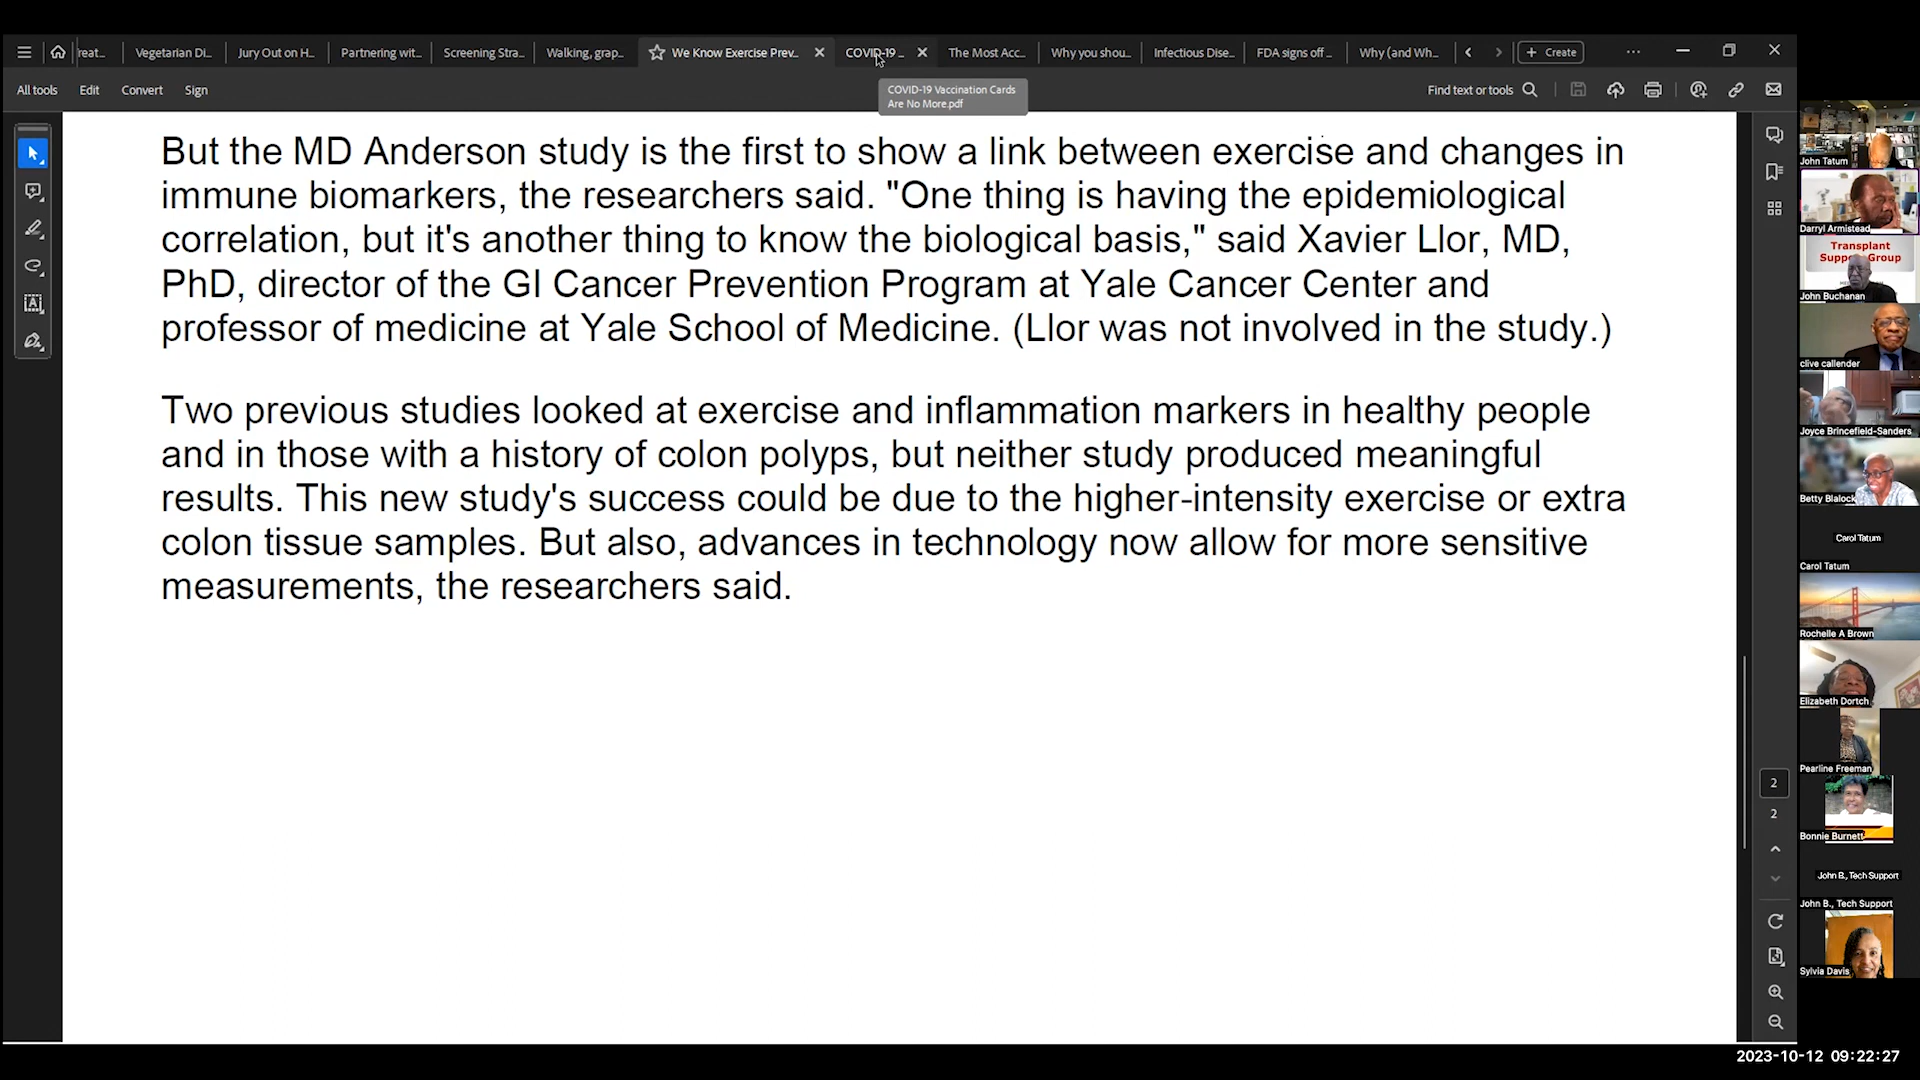 reat...
Vegetarian Di...
Jury Out on H...
Partnering wit...
Screening Stra...
Walking, grap...
We Know Exercise Prev...
COVID-19 ...
The Most Acc...
Why you shou...
Infectious Dise...
FDA signs off ...
Why (and Wh...
Create
All tools
Edit
Convert
Sign
COVID-19 Vaccination Cards
Are No More.pdf
Find text or tools
But the MD Anderson study is the first to show a link between exercise and changes in
immune biomarkers, the researchers said. "One thing is having the epidemiological
correlation, but it's another thing to know the biological basis," said Xavier Llor, MD,
PhD, director of the GI Cancer Prevention Program at Yale Cancer Center and
professor of medicine at Yale School of Medicine. (Llor was not involved in the study.)
Two previous studies looked at exercise and inflammation markers in healthy people
and in those with a history of colon polyps, but neither study produced meaningful
results. This new study's success could be due to the higher-intensity exercise or extra
colon tissue samples. But also, advances in technology now allow for more sensitive
measurements, the researchers said.
2
2
John Tatum
Darryl Armistead
Transplant
Support Group
John Buchanan
clive callender
Joyce Brincefield-Sanders
Betty Blalock
Carol Tatum
Carol Tatum
Rochelle A Brown
Elizabeth Dortch
Pearline Freeman
Bonnie Burnett
John B., Tech Support
John B., Tech Support
Sylvia Davis
2023-10-12 09:22:27